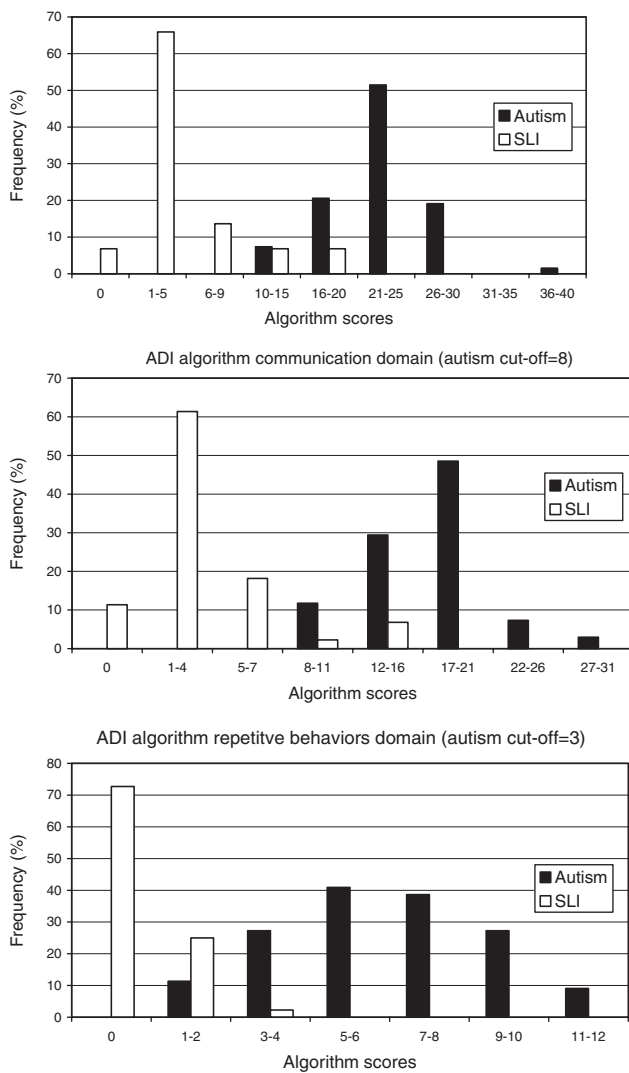 70
60
50
40
30
20
10
0
Frequency (%)
Autism
SLI
0 1-5 6-9 10-15 16-20 21-25 26-30 31-35 36-40
Algorithm scores
ADI algorithm communication domain (autism cut-off=8)
70
60
50
40
30
20
10
0
Frequency (%)
Autism
SLI
0 1-4 5-7 8-11 12-16 17-21 22-26 27-31
Algorithm scores
ADI algorithm repetitve behaviors domain (autism cut-off=3)
80
70
60
50
40
30
20
10
0
Frequency (%)
Autism
SLI
0 1-2 3-4 5-6 7-8 9-10 11-12
Algorithm scores